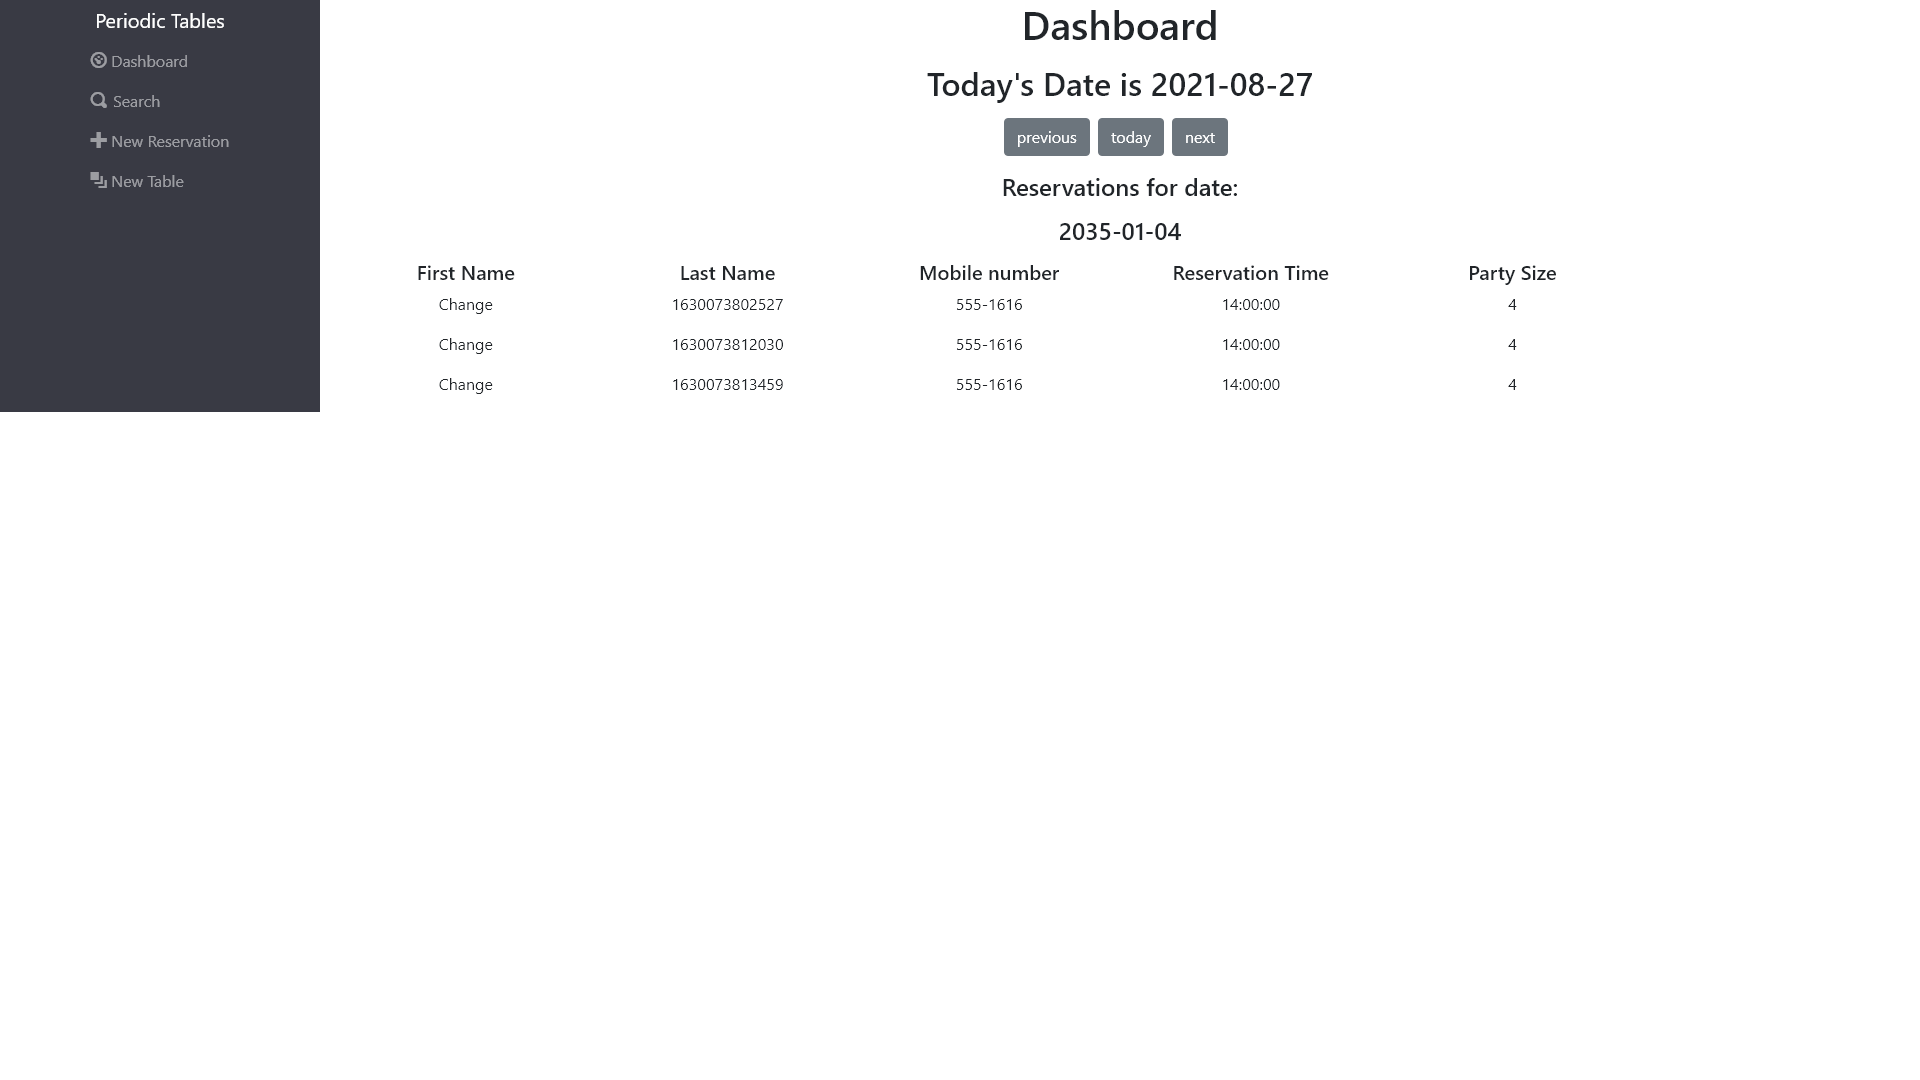 Periodic Tables
Dashboard
Search
New Reservation
New Table
Dashboard
Today's Date is 2021-08-27
previous today next
Reservations for date:
2035-01-04
First Name Last Name Mobile number Reservation Time Party Size
Change 1630073802527 555-1616 14:00:00 4
Change 1630073812030 555-1616 14:00:00 4
Change 1630073813459 555-1616 14:00:00 4